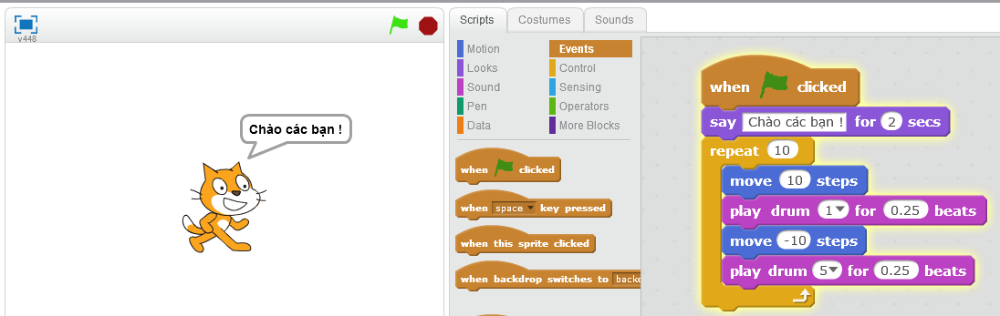 v448
Chào các bạn !
Scripts
Costumes
Sounds
Motion
Events
Looks
Control
Sound
Sensing
Pen
Operators
Data
More Blocks
when clicked
when space key pressed
when this sprite clicked
when backdrop switches to
when clicked
say Chào các bạn ! for 2 secs
repeat 10
move 10 steps
play drum 1 for 0.25 beats
move -10 steps
play drum 5 for 0.25 beats